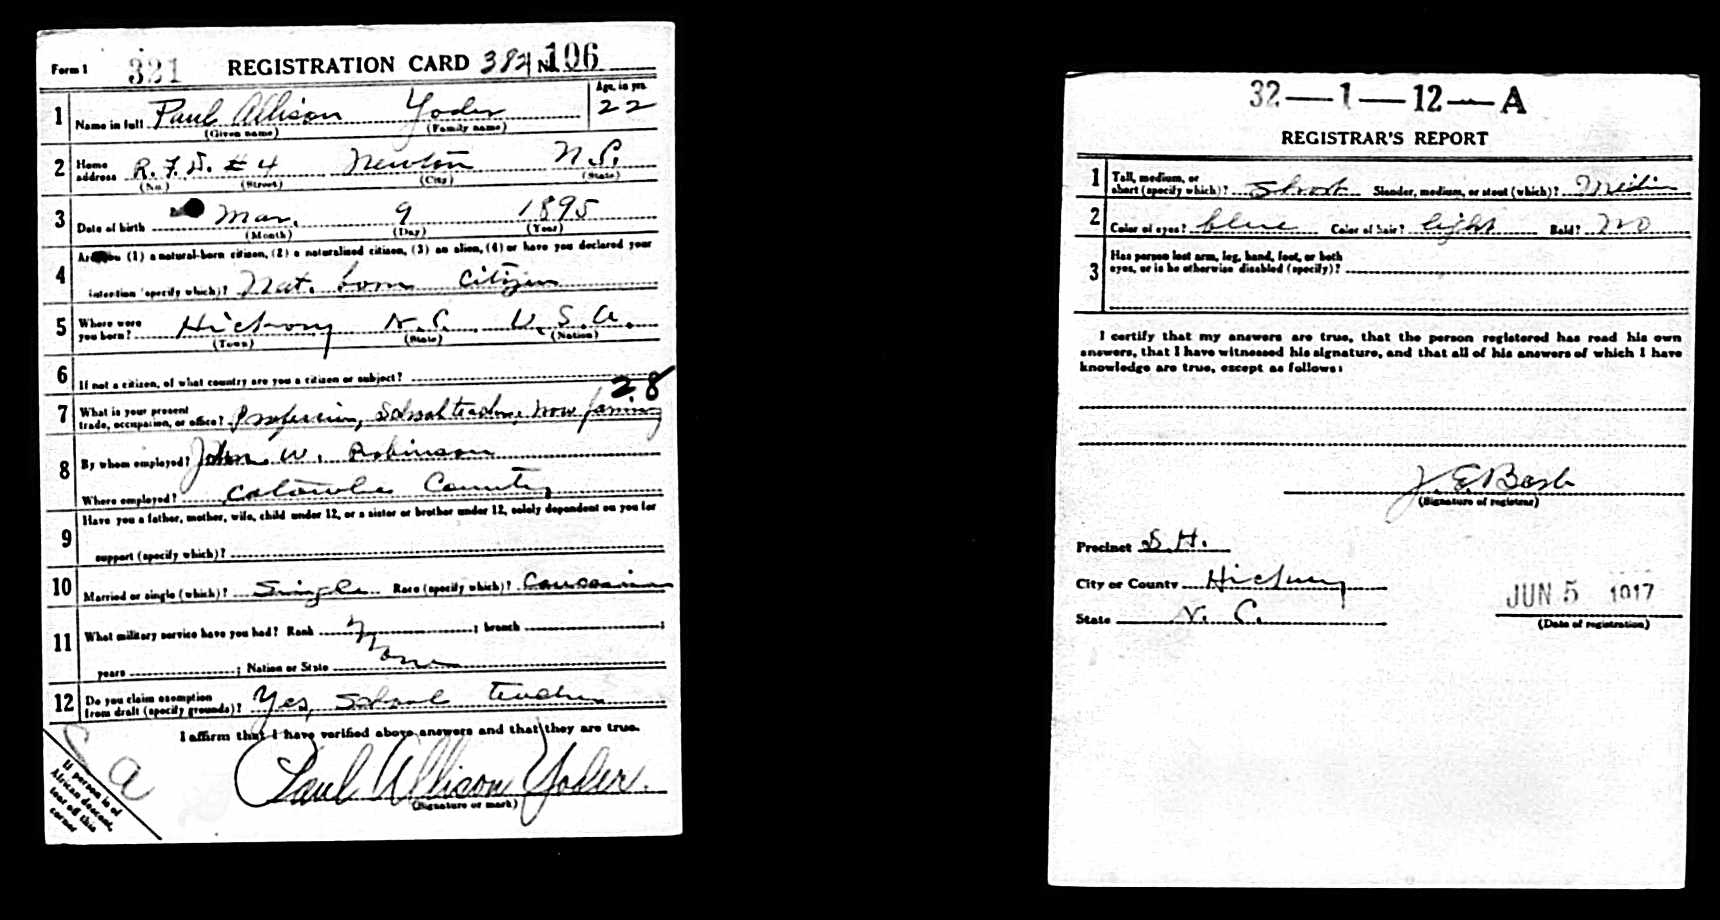 Form 1 321 REGISTRATION CARD 384 No. 106
1 Name in full Paul Allison Yoder Age, in yrs. 22
(Given name) (Family name)
2 Home address R. F. D. # 4 Newton N. C.
(No.) (Street) (City) (State)
3 Date of birth Mar. 9 1895
(Month) (Day) (Year)
4 Are you (1) a natural-born citizen, (2) a naturalized citizen, (3) an alien, (4) or have you declared your
intention (specify which)? Nat. born citizen
5 Where were you born? Hickory N. C. U. S. A.
(Town) (State) (Nation)
6 If not a citizen, of what country are you a citizen or subject?
28
7 What is your present trade, occupation, or office? Profession, School teacher, now farming
8 By whom employed? John W. Robinson
Where employed? Catawba County
9 Have you a father, mother, wife, child under 12, or a sister or brother under 12, solely dependent on you for
support (specify which)?
10 Married or single (which)? Single Race (specify which)? Caucasian
11 What military service have you had? Rank ; branch ;
years ; Nation or State None
12 Do you claim exemption from draft (specify grounds)? Yes, School teacher
I affirm that I have verified above answers and that they are true.
Paul Allison Yoder.
(Signature or mark)
If person is of
African descent,
tear off this
corner
32—1—12—A
REGISTRAR'S REPORT
1 Tall, medium, or short (specify which)? Short Slender, medium, or stout (which)? Medium
2 Color of eyes? blue Color of hair? light Bald? No
3 Has person lost arm, leg, hand, foot, or both
eyes, or is he otherwise disabled (specify)?
I certify that my answers are true, that the person registered has read his own
answers, that I have witnessed his signature, and that all of his answers of which I have
knowledge are true, except as follows:
(Signature of registrar)
Precinct S. H.
City or County Hickory
JUN 5 1917
State N. C.
(Date of registration)